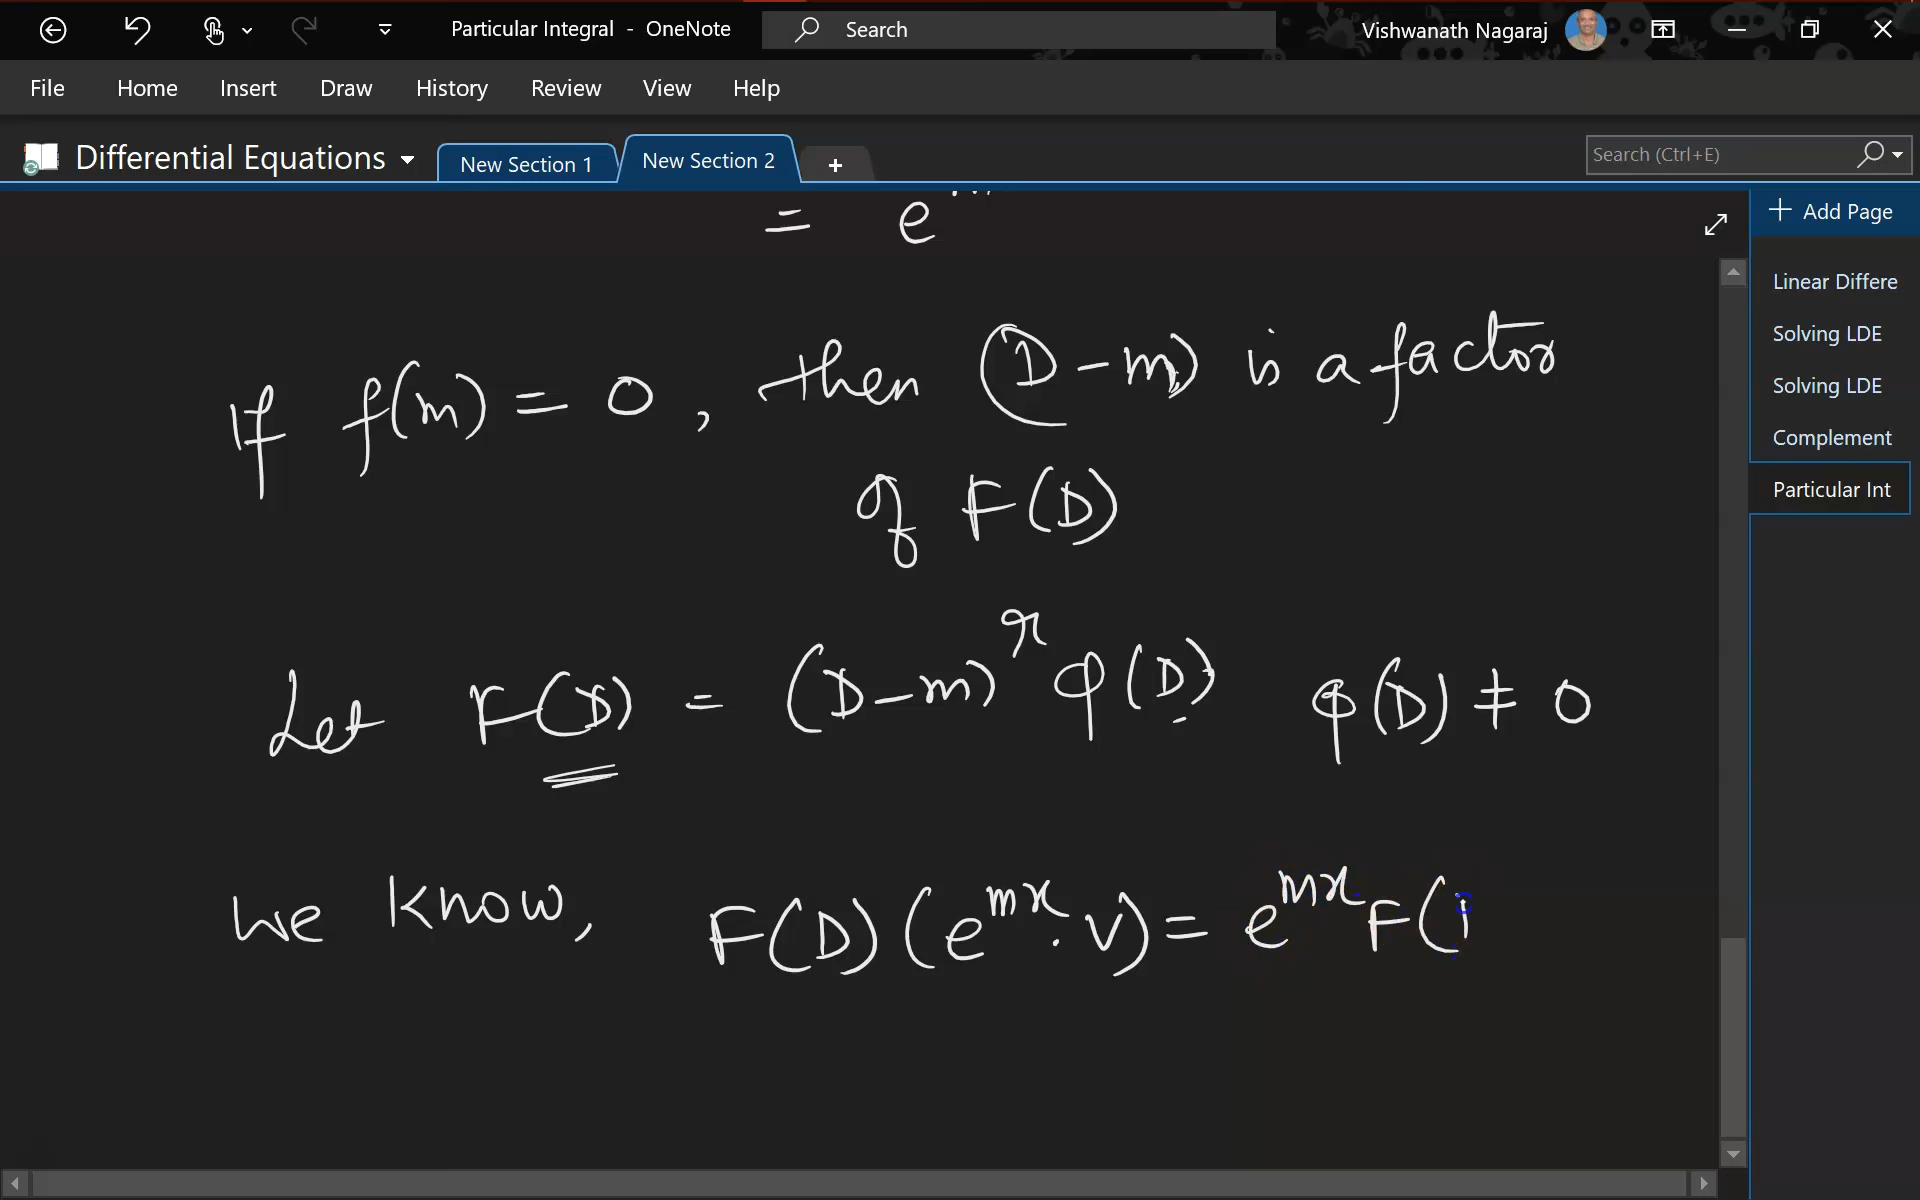 Particular Integral - OneNote
Search
Vishwanath Nagaraj
File Home Insert Draw History Review View Help
Differential Equations
New Section 1
New Section 2
+
Search (Ctrl+E)
+ Add Page
Linear Differe
Solving LDE
Solving LDE
Complement
Particular Int
= e
If f(m) = 0, then (D-m) is a factor
of F(D)
Let F(D) = (D-m)^r φ(D) φ(D) ≠ 0
we know, F(D)(e^mx . V) = e^mx F(